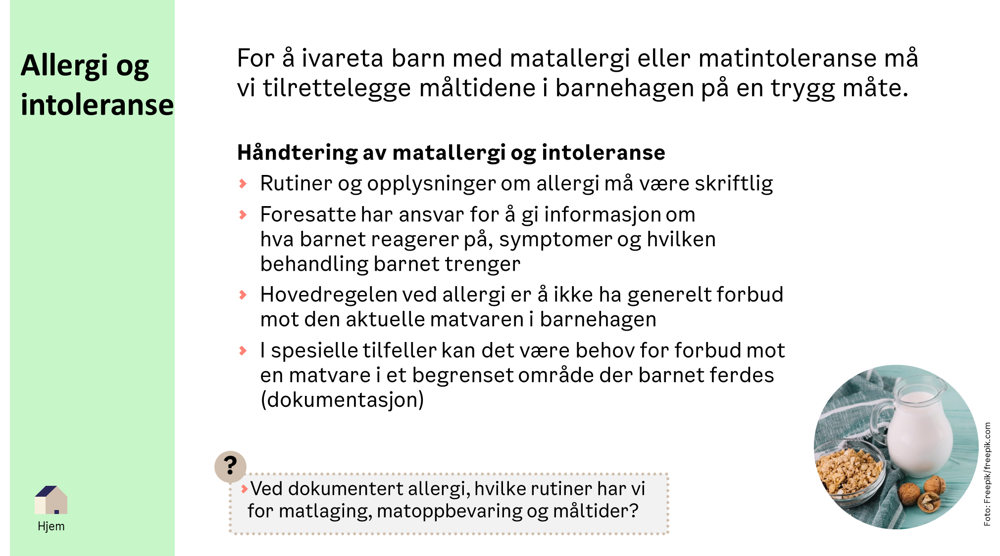 Allergi og
intoleranse
For å ivareta barn med matallergi eller matintoleranse må
vi tilrettelegge måltidene i barnehagen på en trygg måte.
Håndtering av matallergi og intoleranse
Rutiner og opplysninger om allergi må være skriftlig
Foresatte har ansvar for å gi informasjon om
hva barnet reagerer på, symptomer og hvilken
behandling barnet trenger
Hovedregelen ved allergi er å ikke ha generelt forbud
mot den aktuelle matvaren i barnehagen
I spesielle tilfeller kan det være behov for forbud mot
en matvare i et begrenset område der barnet ferdes
(dokumentasjon)
?
Ved dokumentert allergi, hvilke rutiner har vi
for matlaging, matoppbevaring og måltider?
Hjem
Foto: Freepik/freepik.com